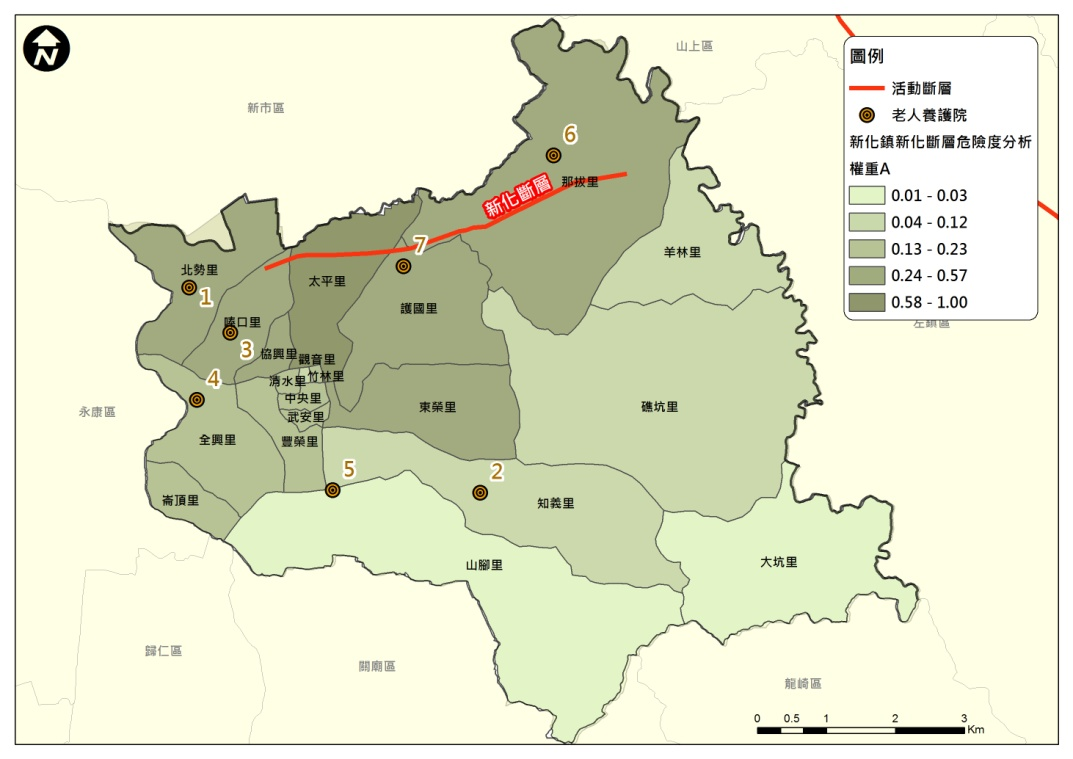 N
山上區
新市區
圖例
活動斷層
老人養護院
新化鎮新化斷層危險度分析
權重A
0.01 - 0.03
0.04 - 0.12
0.13 - 0.23
0.24 - 0.57
0.58 - 1.00
6
那拔里
新化斷層
7
羊林里
北勢里
1
太平里
護國里
左鎮區
𦰡口里
3
協興里
觀音里
竹林里
清水里
4
中央里
東榮里
礁坑里
永康區
武安里
全興里
豐榮里
5
2
崙頂里
知義里
山腳里
大坑里
歸仁區
關廟區
龍崎區
0 0.5 1 2 3
Km